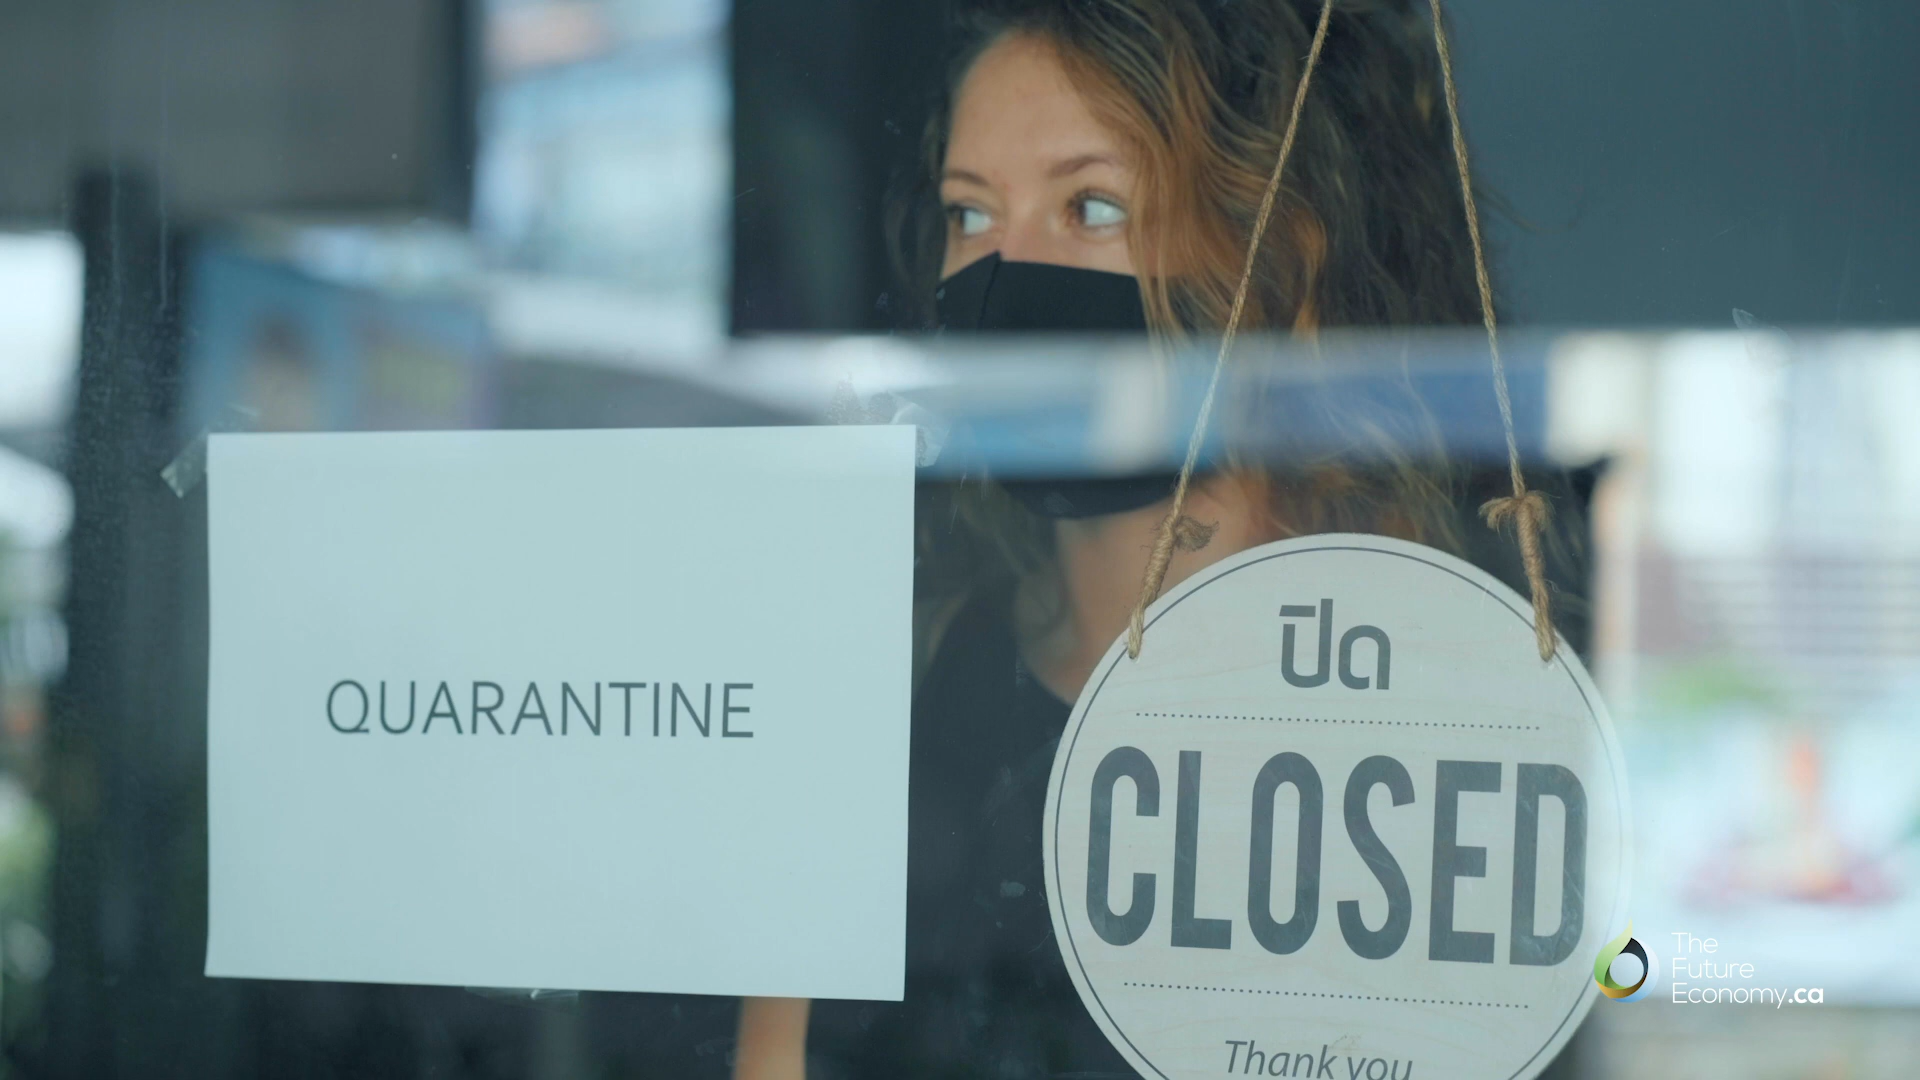 QUARANTINE
ปิด
CLOSED
Thank you
The
Future
Economy.ca